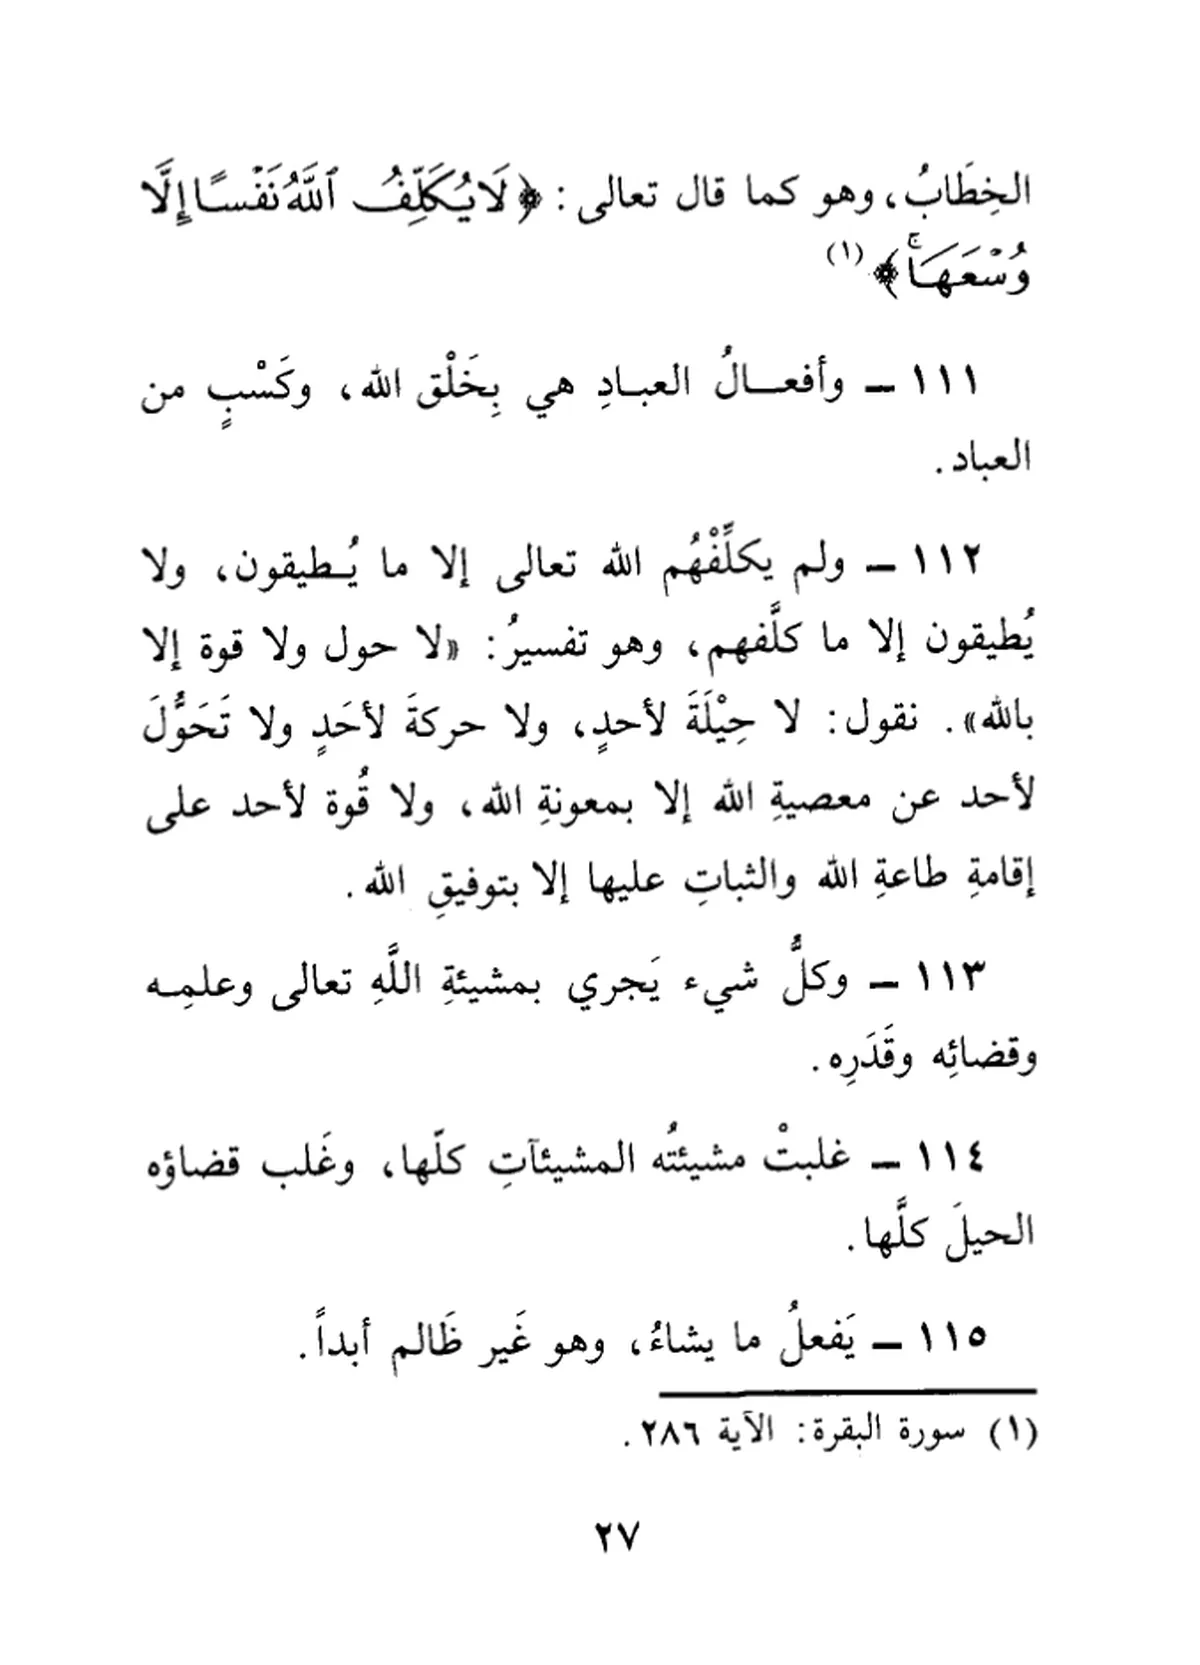 الخِطَابُ، وهو كما قال تعالى: ﴿لَا يُكَلِّفُ ٱللَّهُ نَفْسًا إِلَّا
وُسْعَهَاۚ﴾(١)
١١١ ـ وأفعـالُ العبـادِ هي بِخَلْق الله، وكَسْبٍ من
العباد.
١١٢ ـ ولم يكلِّفْهُم الله تعالى إلا ما يُـطيقون، ولا
يُطيقون إلا ما كلَّفهم، وهو تفسيرُ: «لا حول ولا قوة إلا
بالله». نقول: لا حِيْلَةَ لأحدٍ، ولا حركةَ لأحَدٍ ولا تَحَوُّلَ
لأحد عن معصيةِ الله إلا بمعونةِ الله، ولا قُوة لأحد على
إقامةِ طاعةِ الله والثباتِ عليها إلا بتوفيقِ الله.
١١٣ ـ وكلُّ شيء يَجري بمشيئةِ اللَّهِ تعالى وعلمِـه
وقضائِه وقَدَرِه.
١١٤ ـ غلبتْ مشيئتُه المشيئآتِ كلّها، وغَلب قضاؤه
الحيلَ كلَّها.
١١٥ ـ يَفعلُ ما يشاءُ، وهو غَير ظَالم أبداً.
(١) سورة البقرة: الآية ٢٨٦.
٢٧